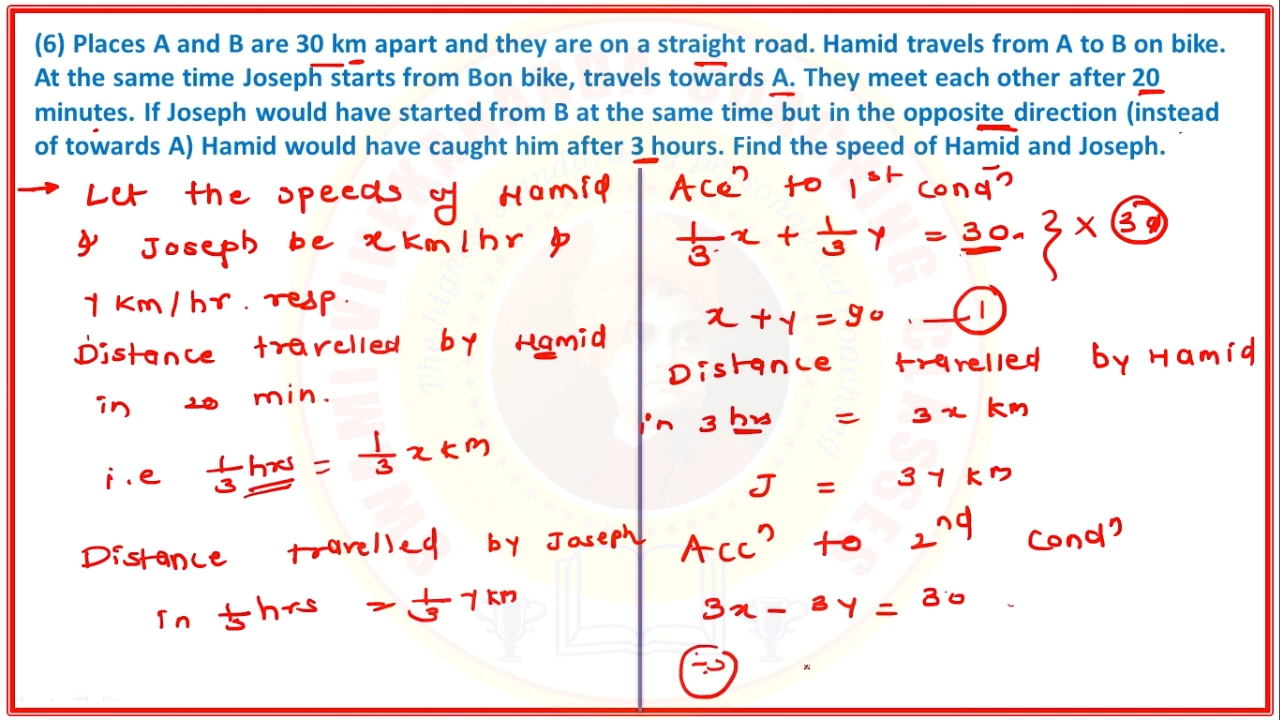 (6) Places A and B are 30 km apart and they are on a straight road. Hamid travels from A to B on bike.
At the same time Joseph starts from Bon bike, travels towards A. They meet each other after 20
minutes. If Joseph would have started from B at the same time but in the opposite direction (instead
of towards A) Hamid would have caught him after 3 hours. Find the speed of Hamid and Joseph.
→ Let the speeds of Hamid
& Joseph be x km/hr &
y km/hr. resp.
Distance travelled by Hamid
in 20 min.
i.e 1/3 hrs = 1/3 x km
Distance travelled by Joseph
in 1/3 hrs = 1/3 y km
Accⁿ to 1st condⁿ
1/3 x + 1/3 y = 30 } × 3
x + y = 90 — 1
Distance travelled by Hamid
in 3 hrs = 3x km
J = 3y km
Accⁿ to 2nd condⁿ
3x - 3y = 30
SWAMI VIVEKANANDA COACHING CLASSES